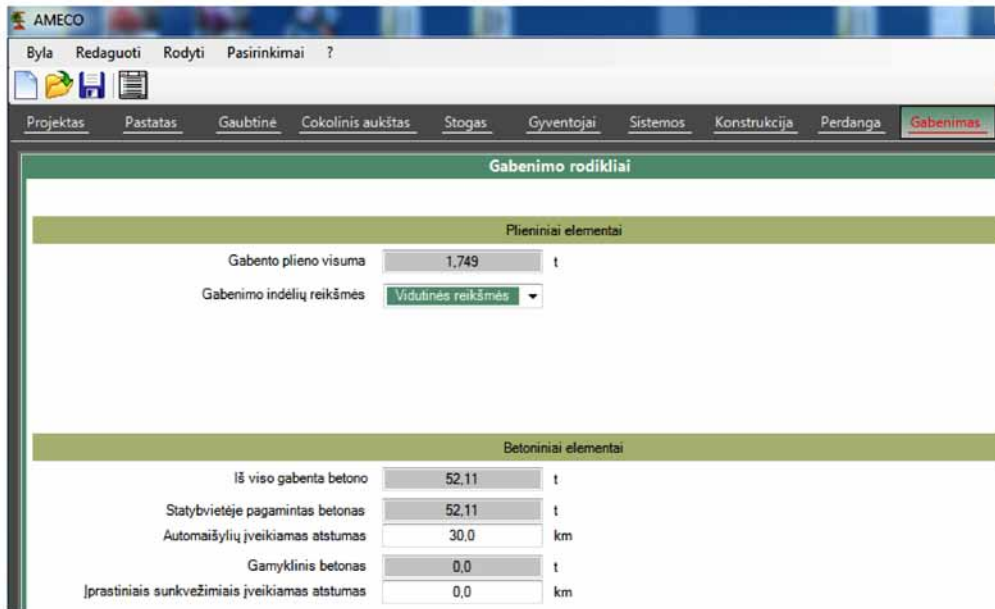 AMECO
Byla Redaguoti Rodyti Pasirinkimai ?
Projektas Pastatas Gaubtinė Cokolinis aukštas Stogas Gyventojai Sistemos Konstrukcija Perdanga Gabenimas
Gabenimo rodikliai
Plieniniai elementai
Gabento plieno visuma 1,749 t
Gabenimo indėlių reikšmės Vidutinės reikšmės
Betoniniai elementai
Iš viso gabenta betono 52,11 t
Statybvietėje pagamintas betonas 52,11 t
Automaišylių įveikiamas atstumas 30,0 km
Gamyklinis betonas 0,0 t
Įprastiniais sunkvežimiais įveikiamas atstumas 0,0 km